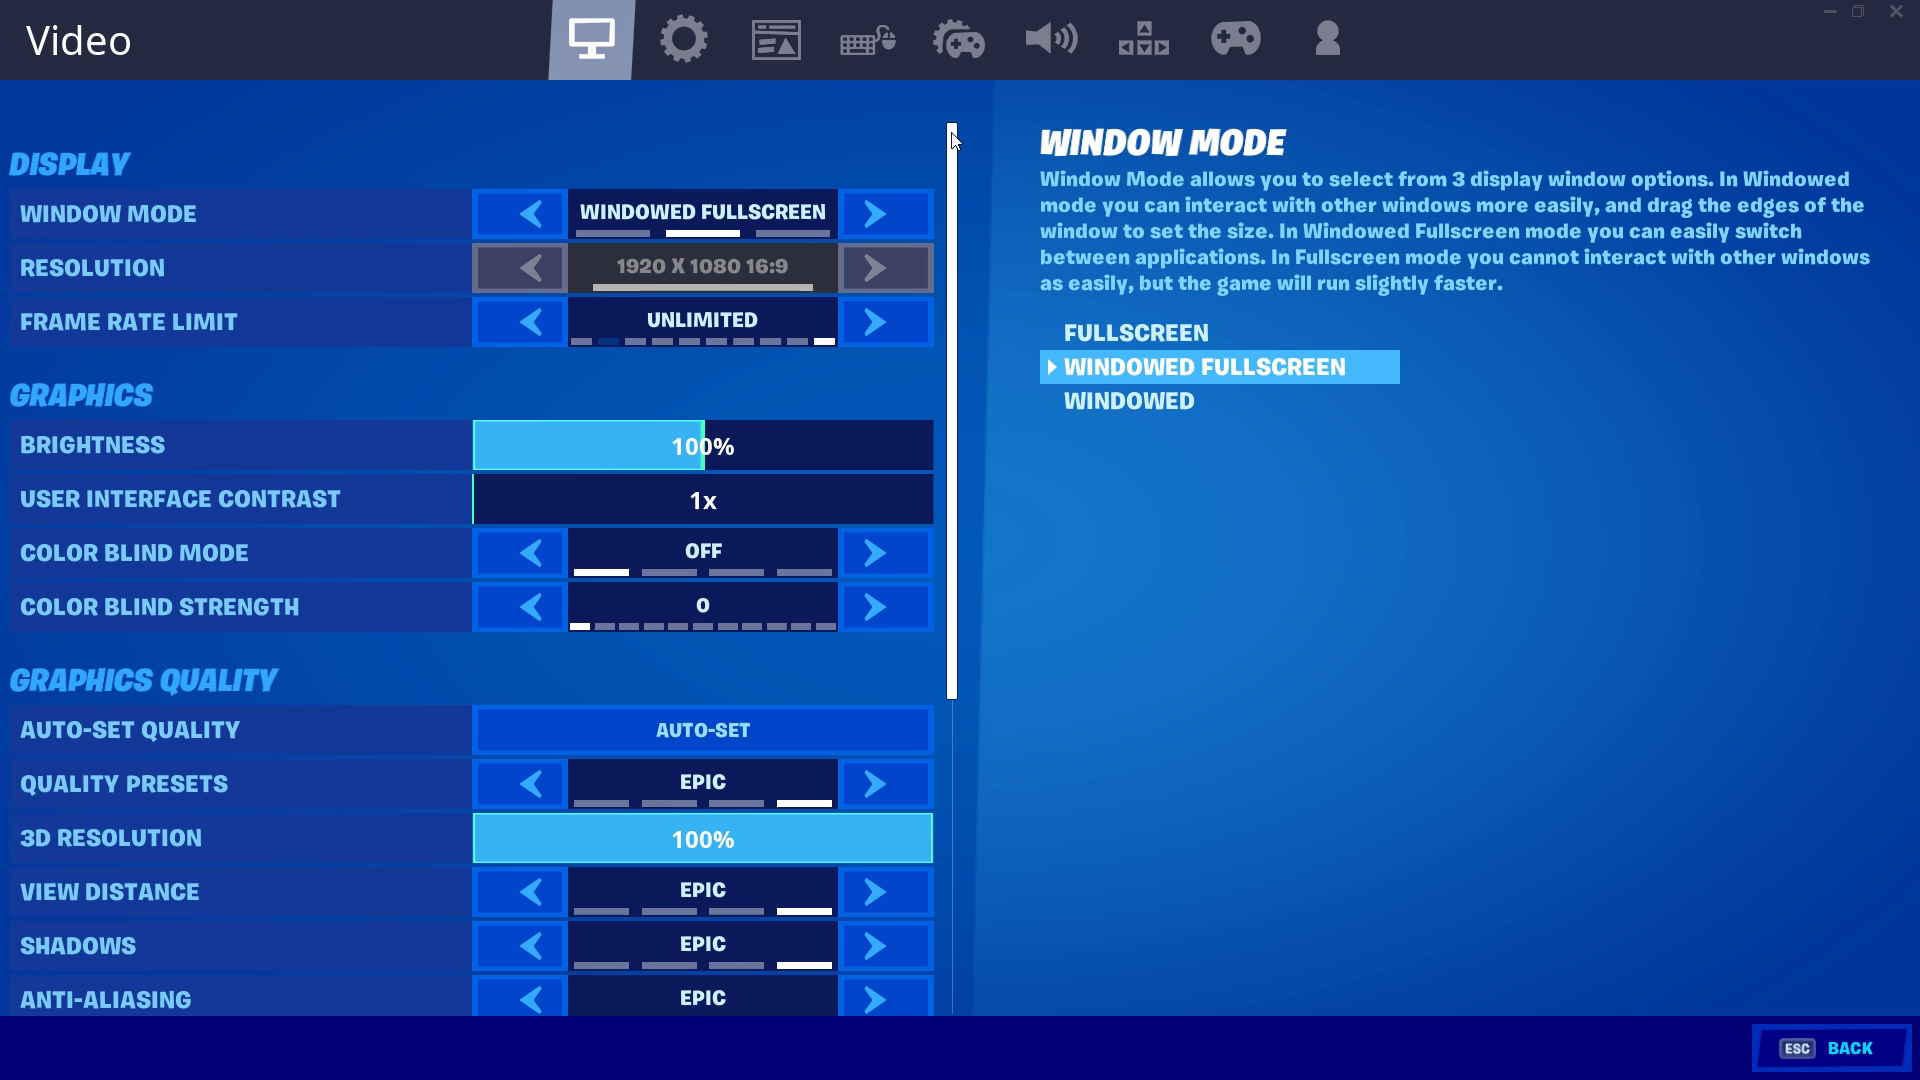 Video
DISPLAY
WINDOW MODE
WINDOWED FULLSCREEN
RESOLUTION
1920 X 1080 16:9
FRAME RATE LIMIT
UNLIMITED
GRAPHICS
BRIGHTNESS
100%
USER INTERFACE CONTRAST
1x
COLOR BLIND MODE
OFF
COLOR BLIND STRENGTH
0
GRAPHICS QUALITY
AUTO-SET QUALITY
AUTO-SET
QUALITY PRESETS
EPIC
3D RESOLUTION
100%
VIEW DISTANCE
EPIC
SHADOWS
EPIC
ANTI-ALIASING
EPIC
WINDOW MODE
Window Mode allows you to select from 3 display window options. In Windowed
mode you can interact with other windows more easily, and drag the edges of the
window to set the size. In Windowed Fullscreen mode you can easily switch
between applications. In Fullscreen mode you cannot interact with other windows
as easily, but the game will run slightly faster.
FULLSCREEN
WINDOWED FULLSCREEN
WINDOWED
ESC BACK